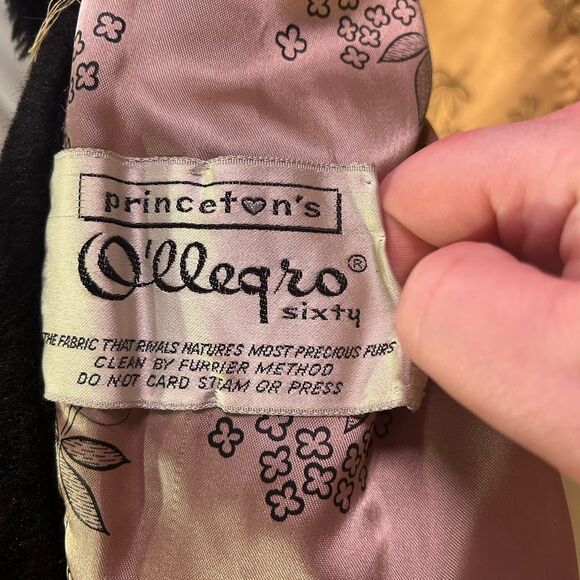 princeton's
O'llegro®
sixty
THE FABRIC THAT RIVALS NATURES MOST PRECIOUS FURS
CLEAN BY FURRIER METHOD
DO NOT CARD STEAM OR PRESS